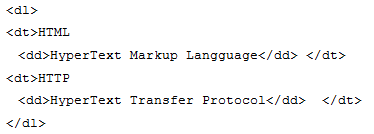 <dl>
<dt>HTML
<dd>HyperText Markup Langguage</dd> </dt>
<dt>HTTP
<dd>HyperText Transfer Protocol</dd> </dt>
</dl>